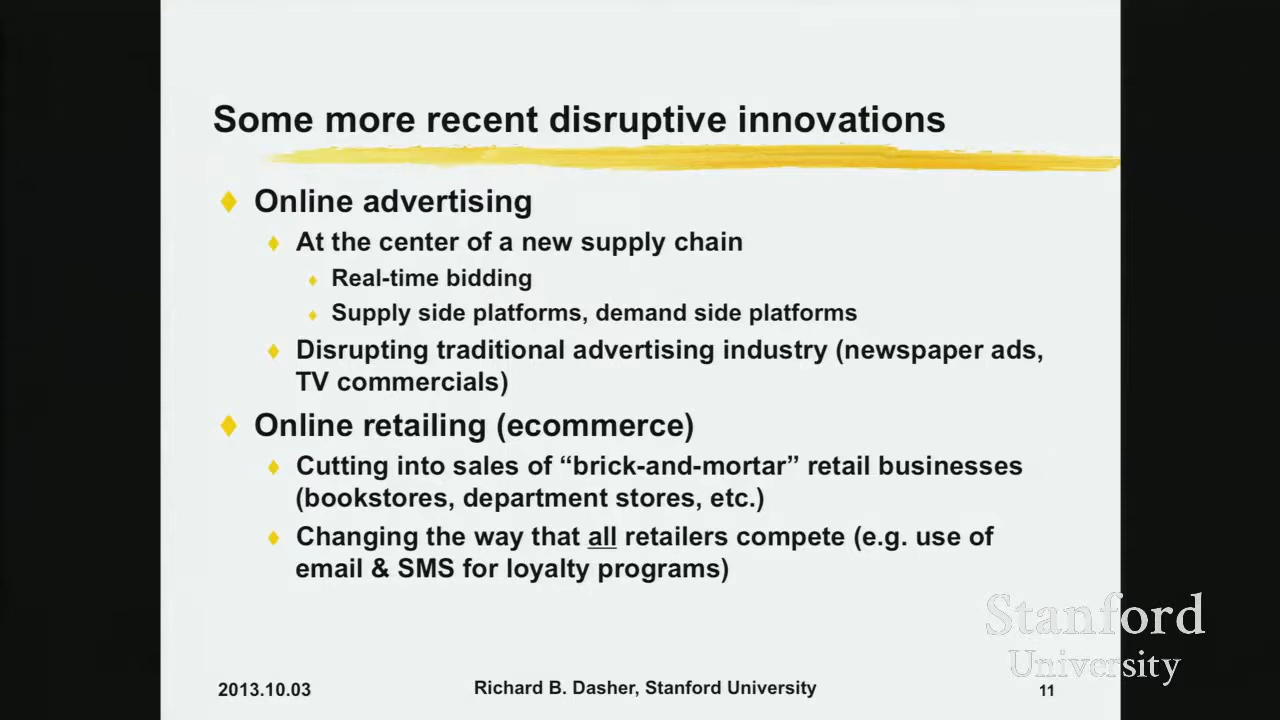 Some more recent disruptive innovations
Online advertising
At the center of a new supply chain
Real-time bidding
Supply side platforms, demand side platforms
Disrupting traditional advertising industry (newspaper ads,
TV commercials)
Online retailing (ecommerce)
Cutting into sales of “brick-and-mortar” retail businesses
(bookstores, department stores, etc.)
Changing the way that all retailers compete (e.g. use of
email & SMS for loyalty programs)
Stanford
University
2013.10.03
Richard B. Dasher, Stanford University
11